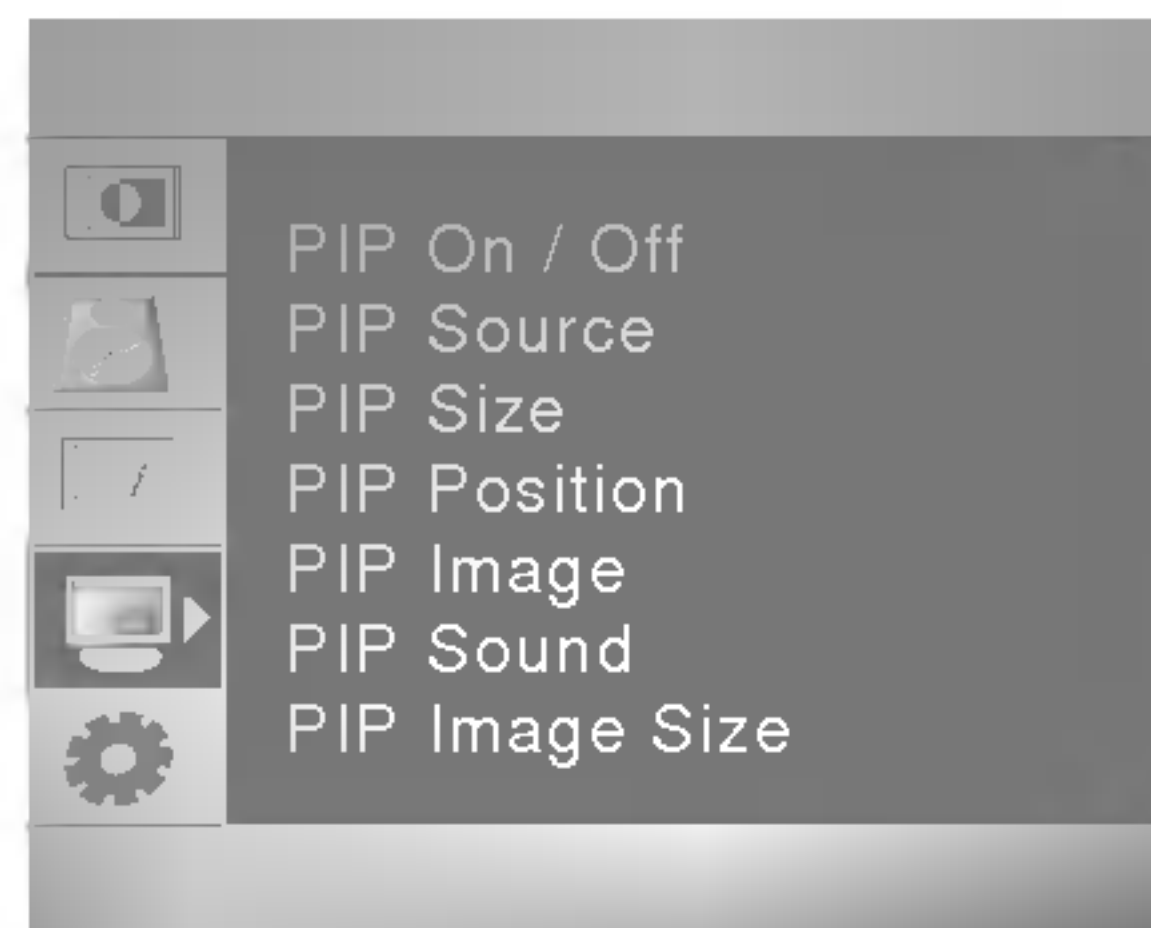 PIP On / Off
PIP Source
PIP Size
PIP Position
PIP Image
PIP Sound
PIP Image Size